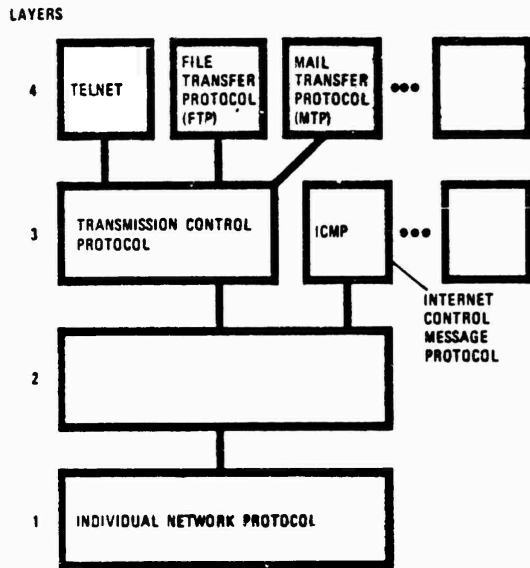 LAYERS
4
TELNET
FILE
TRANSFER
PROTOCOL
(FTP)
MAIL
TRANSFER
PROTOCOL
(MTP)
3
TRANSMISSION CONTROL
PROTOCOL
ICMP
INTERNET
CONTROL
MESSAGE
PROTOCOL
2
1
INDIVIDUAL NETWORK PROTOCOL